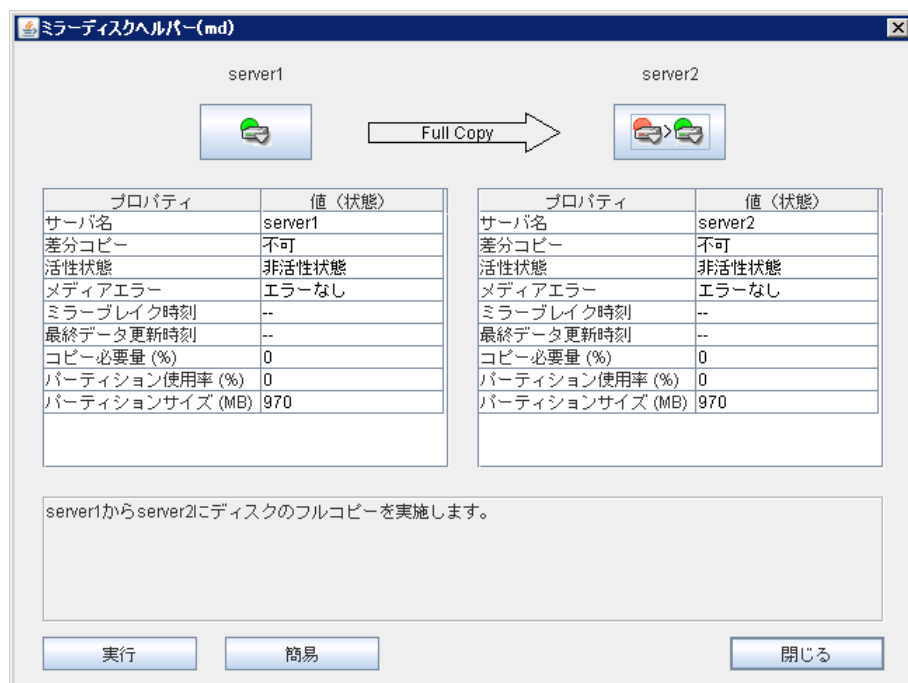 ミラーディスクヘルパー(md)
server1 server2
Full Copy
プロパティ 値（状態） プロパティ 値（状態）
サーバ名 server1 サーバ名 server2
差分コピー 不可 差分コピー 不可
活性状態 非活性状態 活性状態 非活性状態
メディアエラー エラーなし メディアエラー エラーなし
ミラーブレイク時刻 -- ミラーブレイク時刻 --
最終データ更新時刻 -- 最終データ更新時刻 --
コピー必要量 (%) 0 コピー必要量 (%) 0
パーティション使用率 (%) 0 パーティション使用率 (%) 0
パーティションサイズ (MB) 970 パーティションサイズ (MB) 970
server1からserver2にディスクのフルコピーを実施します。
実行 簡易 閉じる